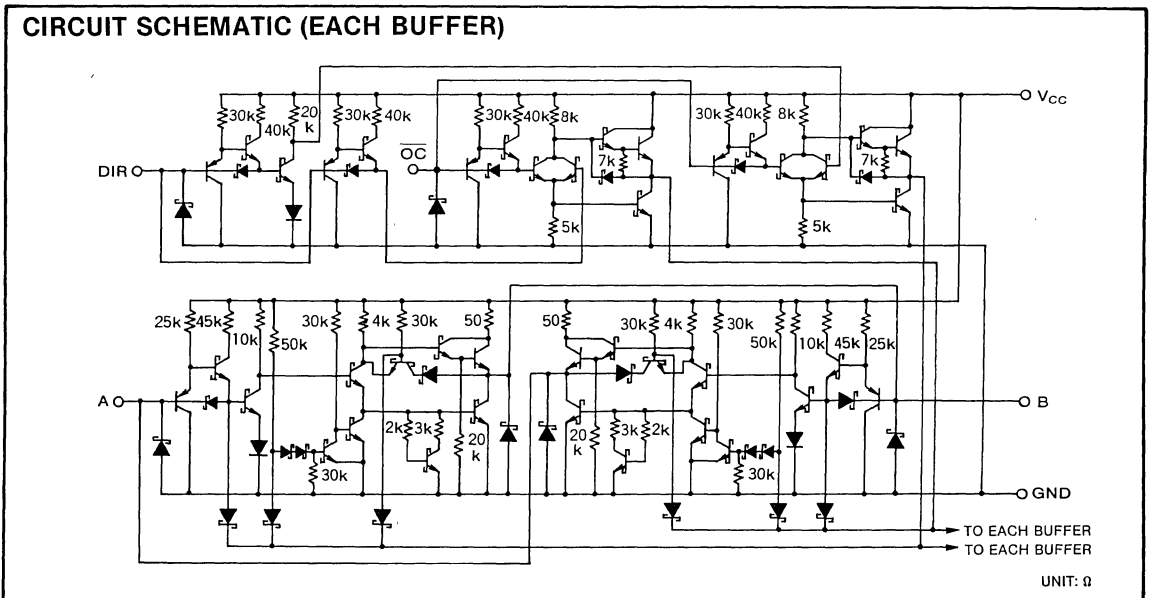 CIRCUIT SCHEMATIC (EACH BUFFER)
30k 40k 20 k 30k 40k 30k 40k 8k 30k 40k 8k
VCC
DIR
OC
7k 7k
5k 5k
25k 45k 10k 50k 30k 4k 30k 50 50 30k 4k 30k 50k 10k 45k 25k
A
B
2k 3k 20 k 20 k 3k 2k
30k 30k
GND
TO EACH BUFFER
TO EACH BUFFER
UNIT: Ω